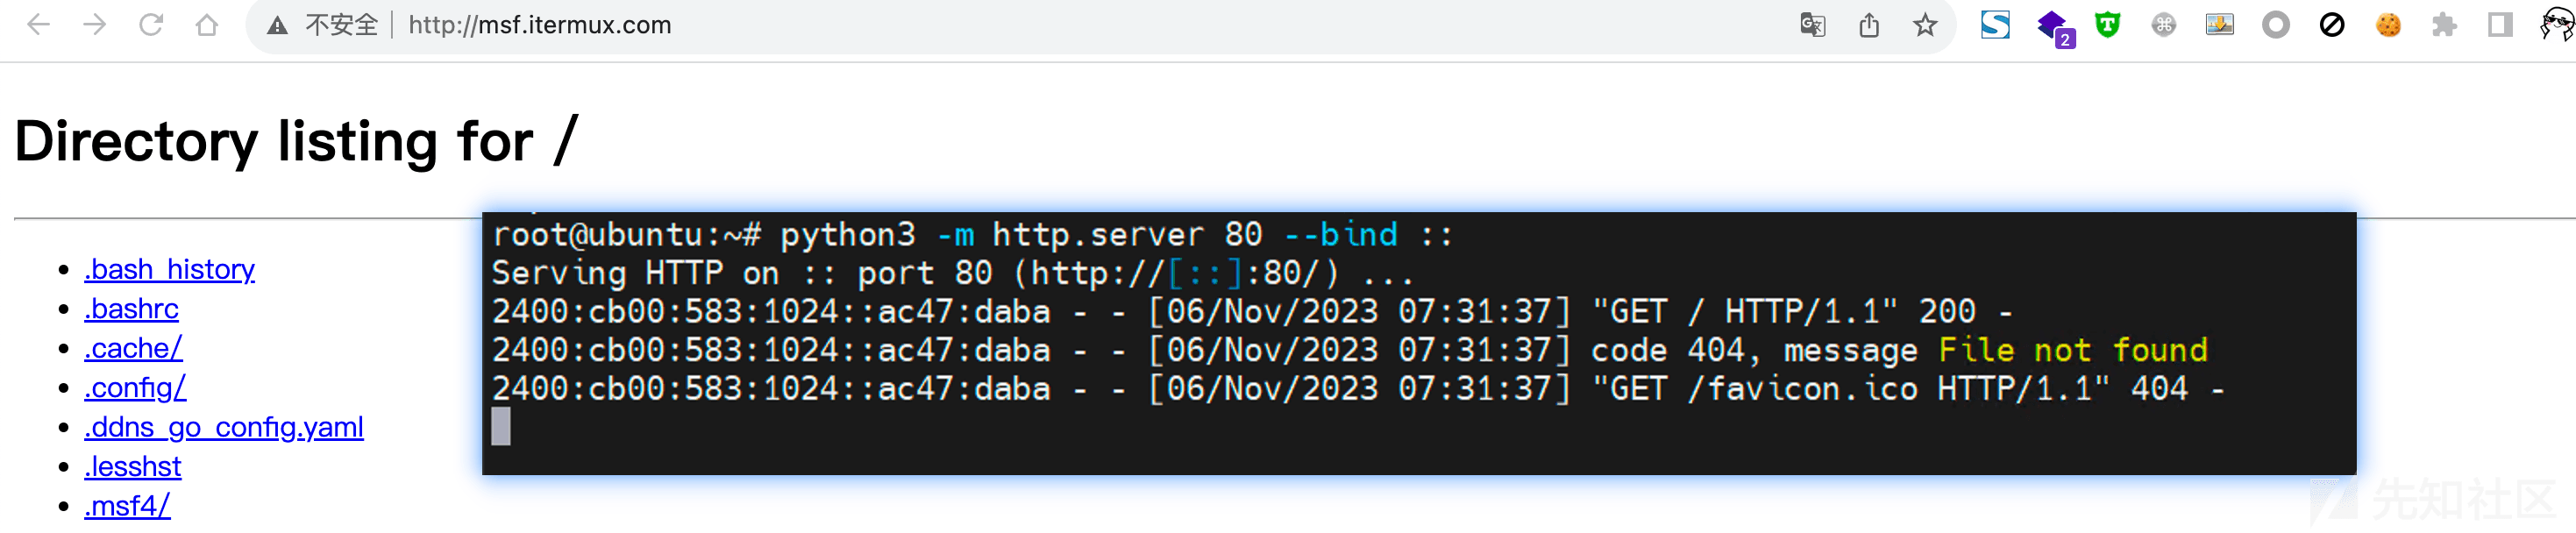 不安全 http://msf.itermux.com
2
Directory listing for /
.bash_history
.bashrc
.cache/
.config/
.ddns_go_config.yaml
.lesshst
.msf4/
root@ubuntu:~# python3 -m http.server 80 --bind ::
Serving HTTP on :: port 80 (http://[::]:80/) ...
2400:cb00:583:1024::ac47:daba - - [06/Nov/2023 07:31:37] "GET / HTTP/1.1" 200 -
2400:cb00:583:1024::ac47:daba - - [06/Nov/2023 07:31:37] code 404, message File not found
2400:cb00:583:1024::ac47:daba - - [06/Nov/2023 07:31:37] "GET /favicon.ico HTTP/1.1" 404 -
先知社区